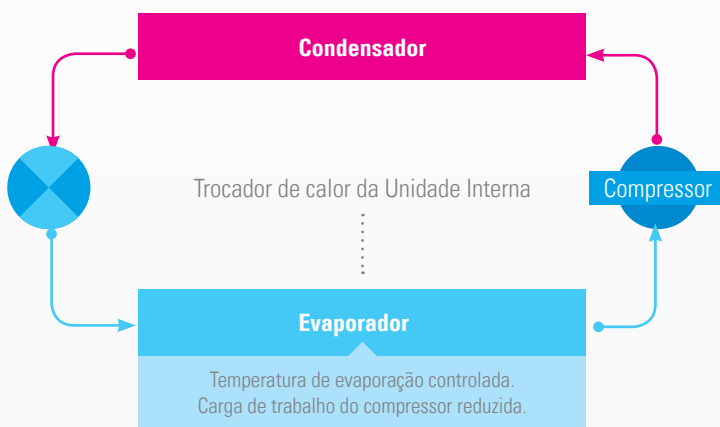 Condensador
Trocador de calor da Unidade Interna
Compressor
Evaporador
Temperatura de evaporação controlada.
Carga de trabalho do compressor reduzida.